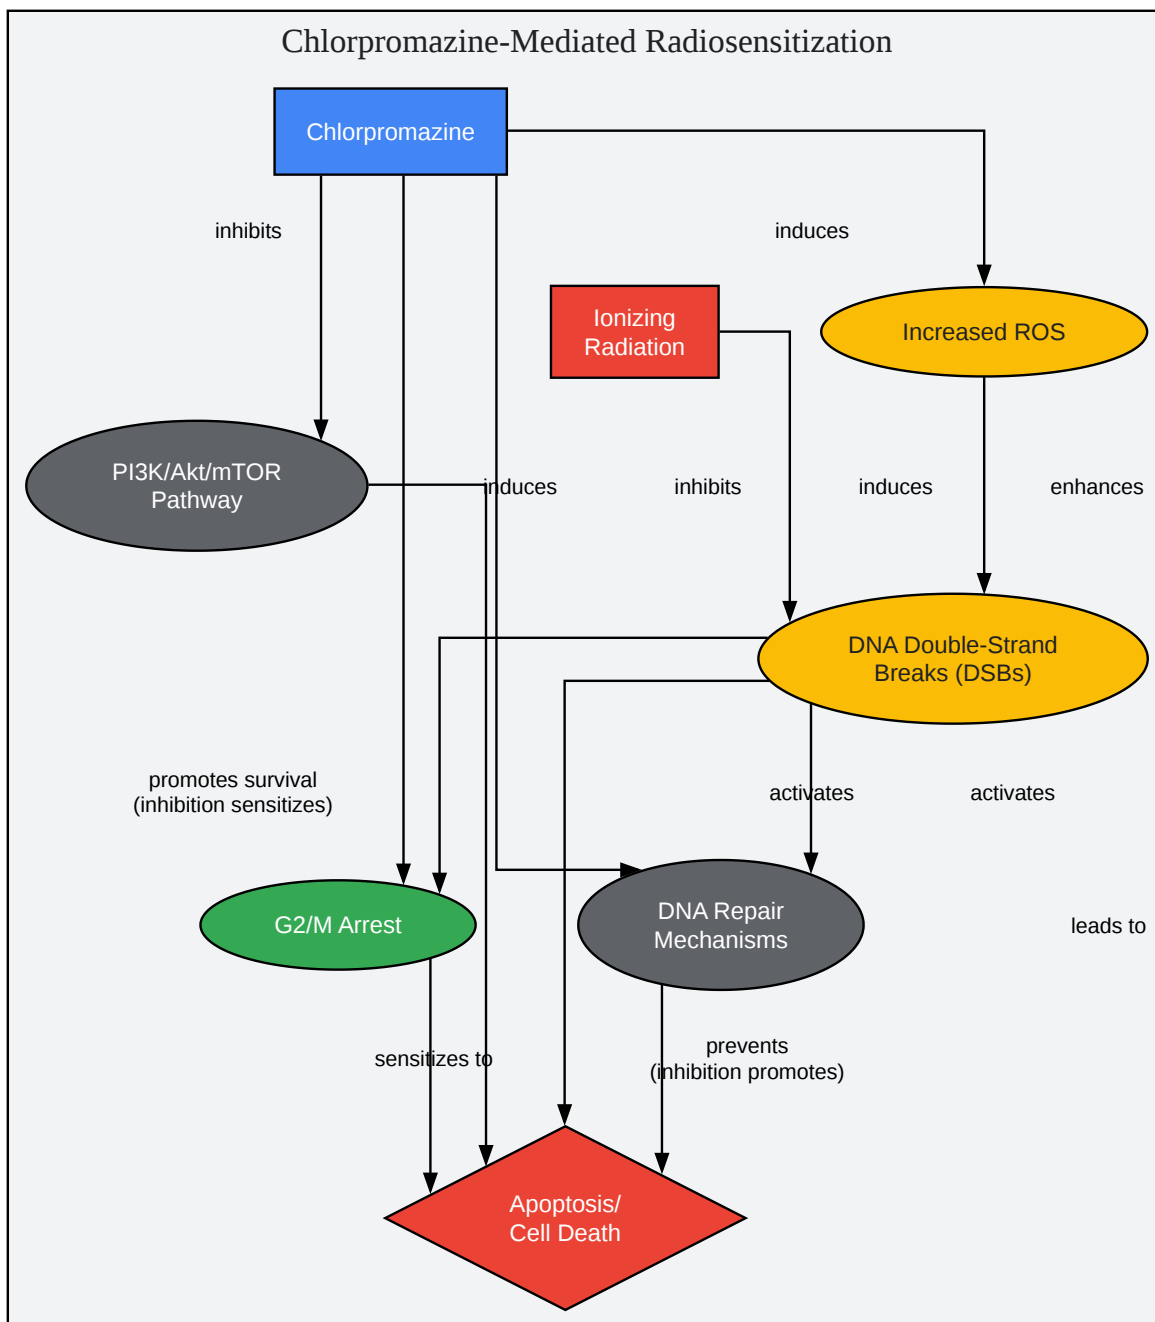 Chlorpromazine-Mediated Radiosensitization
Chlorpromazine
inhibits
induces
Ionizing
Radiation
Increased ROS
PI3K/Akt/mTOR
Pathway
induces
inhibits
induces
enhances
DNA Double-Strand
Breaks (DSBs)
promotes survival
(inhibition sensitizes)
activates
activates
G2/M Arrest
DNA Repair
Mechanisms
leads to
sensitizes to
prevents
(inhibition promotes)
Apoptosis/
Cell Death